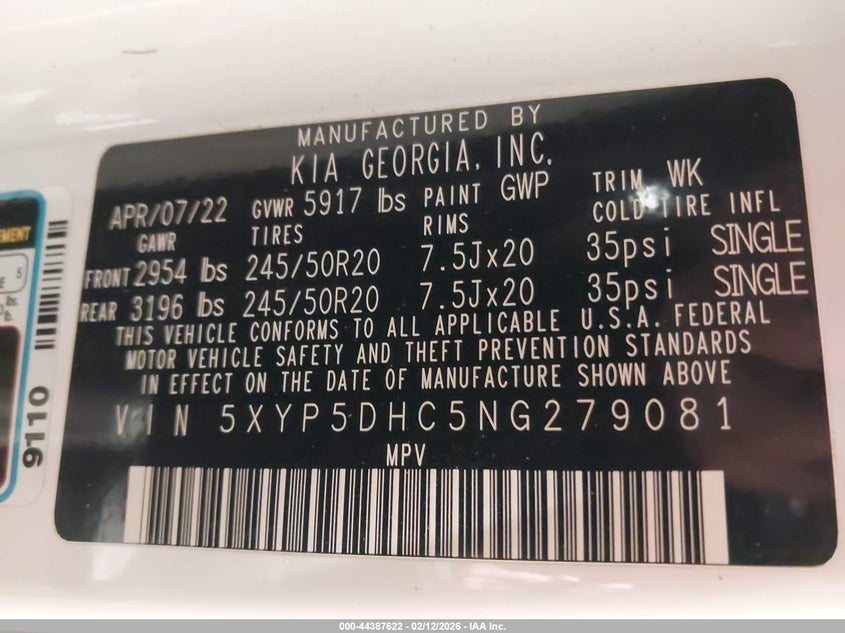 MANUFACTURED BY
KIA GEORGIA, INC.
APR/07/22 GVWR 5917 lbs PAINT GWP TRIM WK
GAWR TIRES RIMS COLD TIRE INFL
FRONT 2954 lbs 245/50R20 7.5Jx20 35psi SINGLE
REAR 3196 lbs 245/50R20 7.5Jx20 35psi SINGLE
THIS VEHICLE CONFORMS TO ALL APPLICABLE U.S.A. FEDERAL
MOTOR VEHICLE SAFETY AND THEFT PREVENTION STANDARDS
IN EFFECT ON THE DATE OF MANUFACTURE SHOWN ABOVE
VIN 5XYP5DHC5NG279081
MPV
5
lbs.
9110
000-44387622 - 02/12/2026 - IAA Inc.